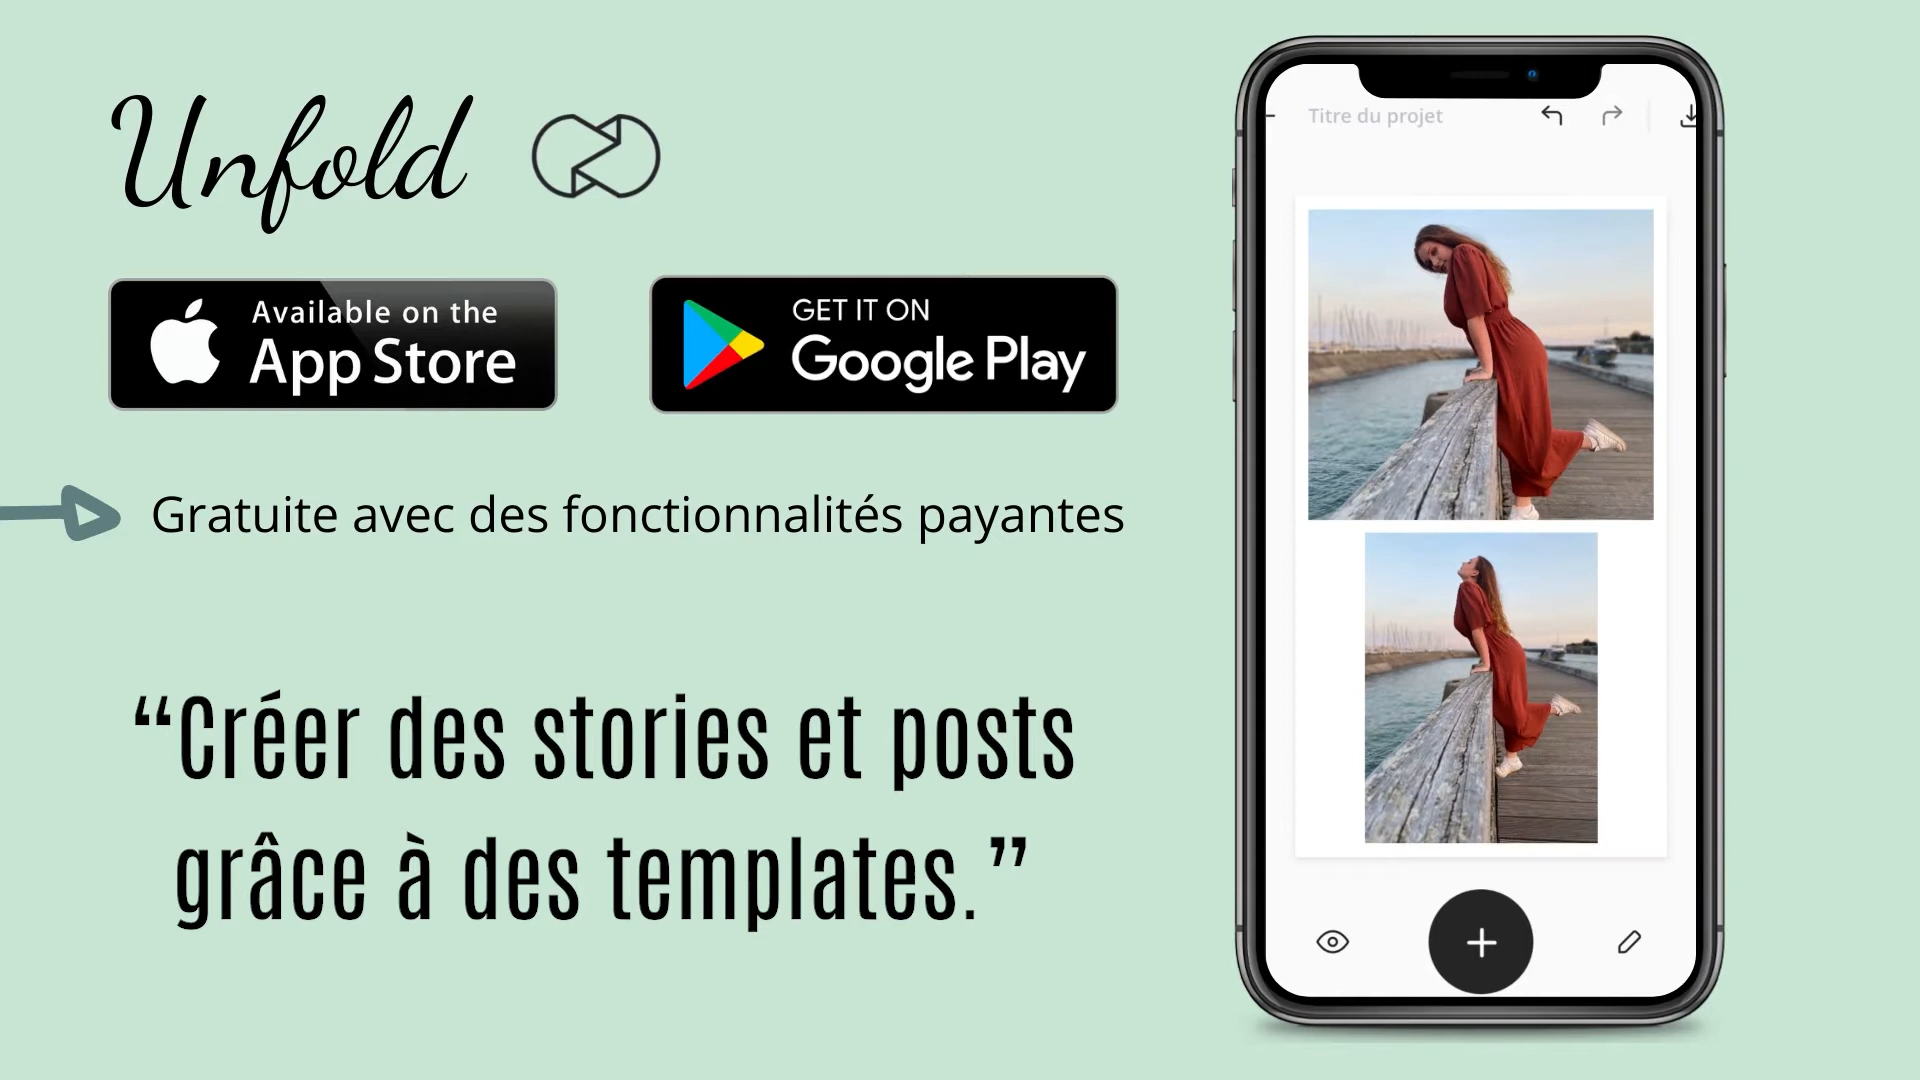 Unfold
Available on the
App Store
GET IT ON
Google Play
Gratuite avec des fonctionnalités payantes
“Créer des stories et posts
grâce à des templates.”
Titre du projet